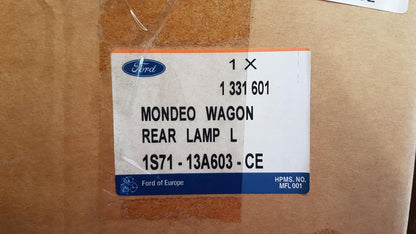 Ford
1 X
1 331 601
MONDEO WAGON
REAR LAMP L
1S71 - 13A603 - CE
Ford of Europe
HPMS. NO.
MFL 001